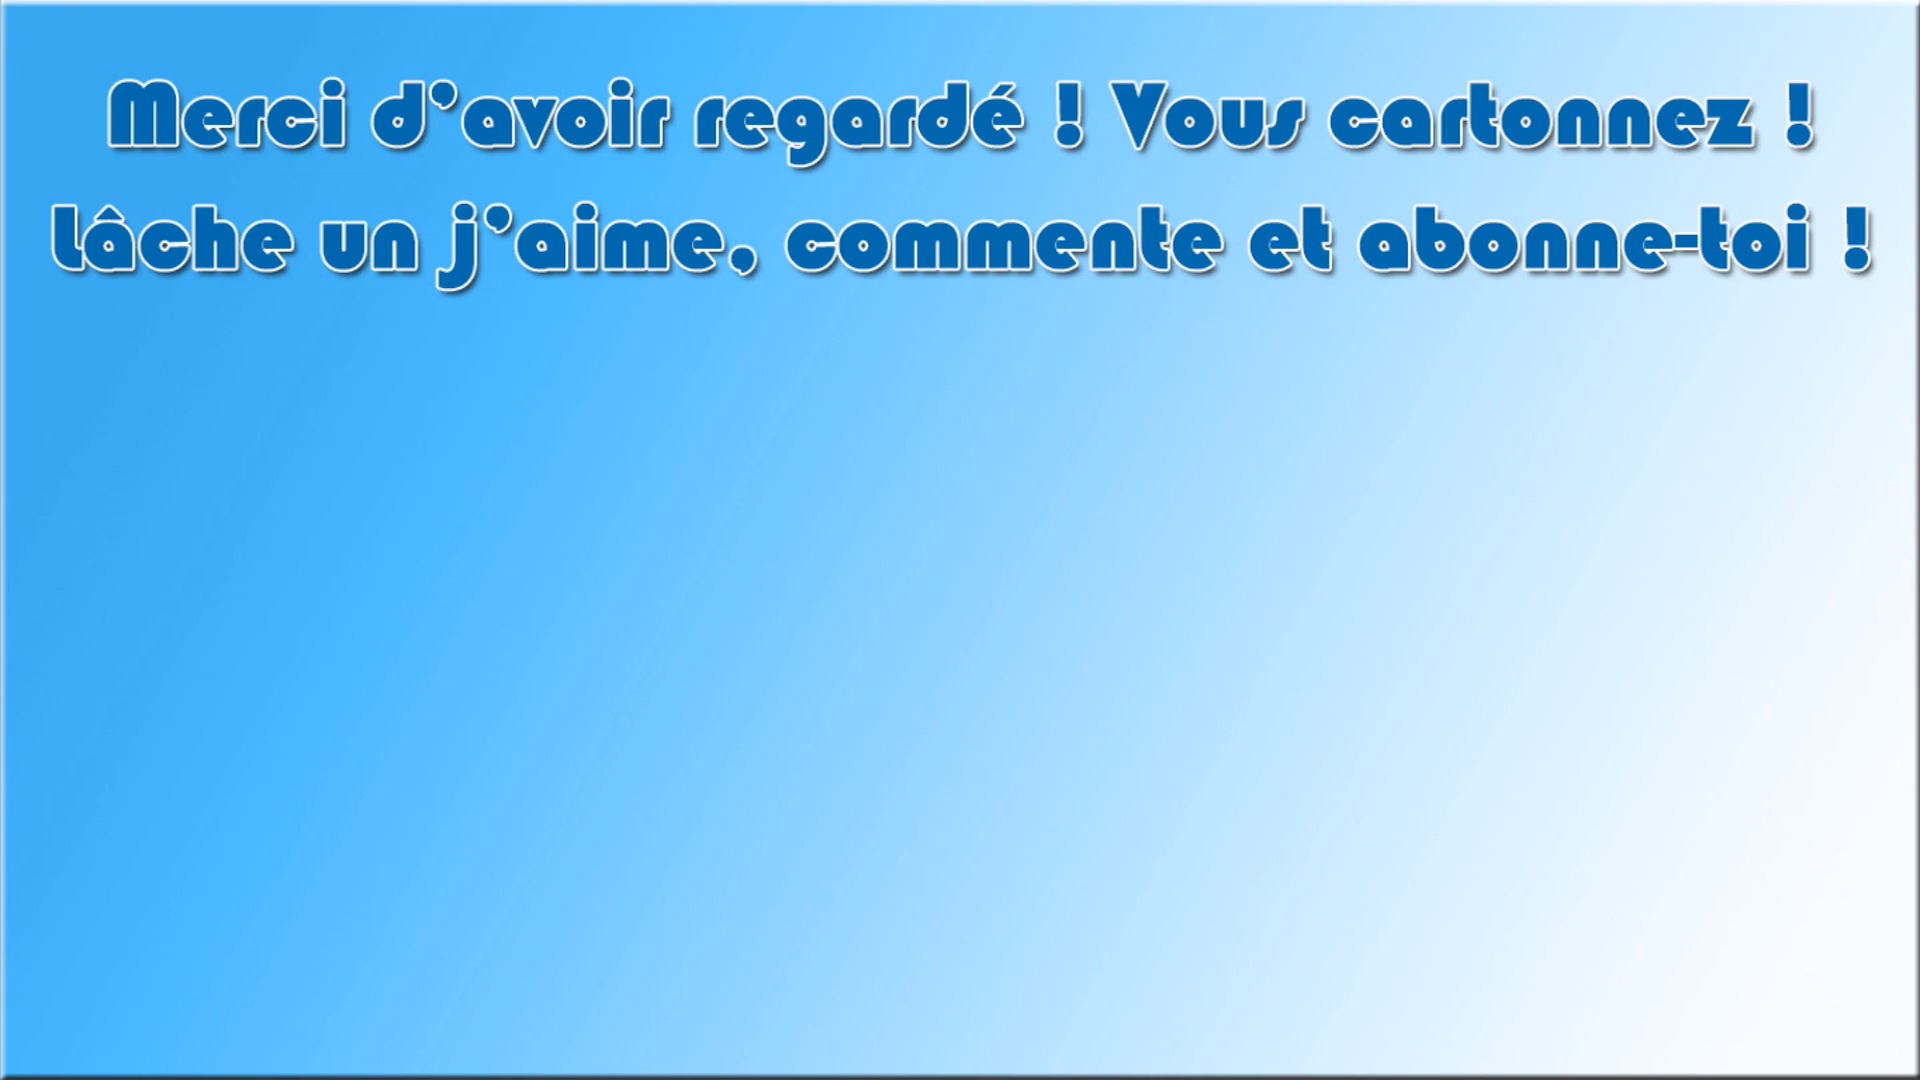 Merci d’avoir regardé ! Vous cartonnez !
Lâche un j’aime, commente et abonne-toi !